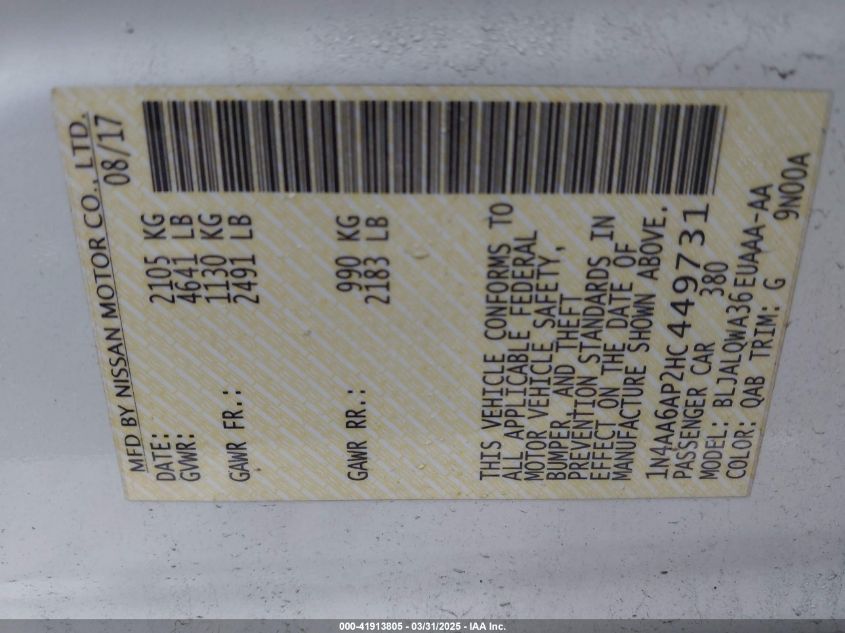 MFD BY NISSAN MOTOR CO., LTD.
DATE: 08/17
GVWR: 2105 KG
4641 LB
GAWR FR.: 1130 KG
2491 LB
GAWR RR.: 990 KG
2183 LB
THIS VEHICLE CONFORMS TO
ALL APPLICABLE FEDERAL
MOTOR VEHICLE SAFETY,
BUMPER, AND THEFT
PREVENTION STANDARDS IN
EFFECT ON THE DATE OF
MANUFACTURE SHOWN ABOVE.
1N4AA6AP2HC449731
PASSENGER CAR 380
MODEL: BLJALQWA36EUAAA-AA
COLOR: QAB TRIM: G 9N00A
000-41913805 - 03/31/2025 - IAA Inc.